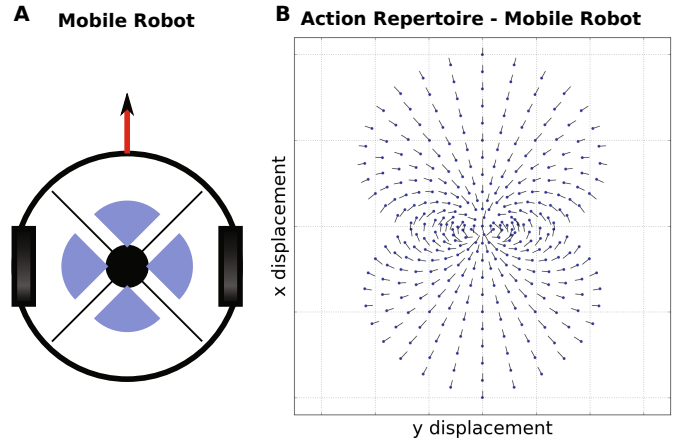 A
Mobile Robot
B
Action Repertoire - Mobile Robot
x displacement
y displacement